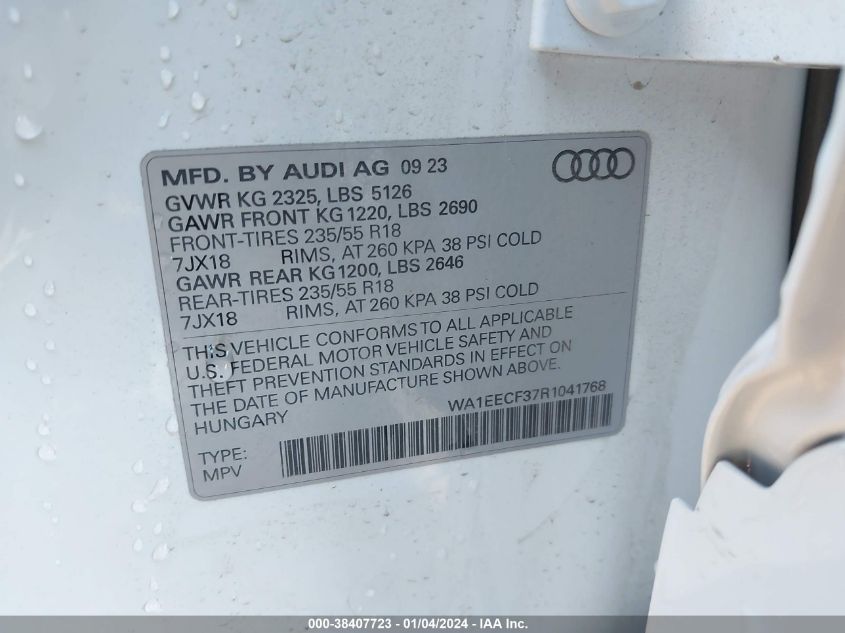 MFD. BY AUDI AG 09 23
GVWR KG 2325, LBS 5126
GAWR FRONT KG 1220, LBS 2690
FRONT-TIRES 235/55 R18
7JX18 RIMS, AT 260 KPA 38 PSI COLD
GAWR REAR KG 1200, LBS 2646
REAR-TIRES 235/55 R18
7JX18 RIMS, AT 260 KPA 38 PSI COLD
THIS VEHICLE CONFORMS TO ALL APPLICABLE
U.S. FEDERAL MOTOR VEHICLE SAFETY AND
THEFT PREVENTION STANDARDS IN EFFECT ON
THE DATE OF MANUFACTURE SHOWN ABOVE.
HUNGARY WA1EECF37R1041768
TYPE:
MPV
000-38407723 - 01/04/2024 - IAA Inc.